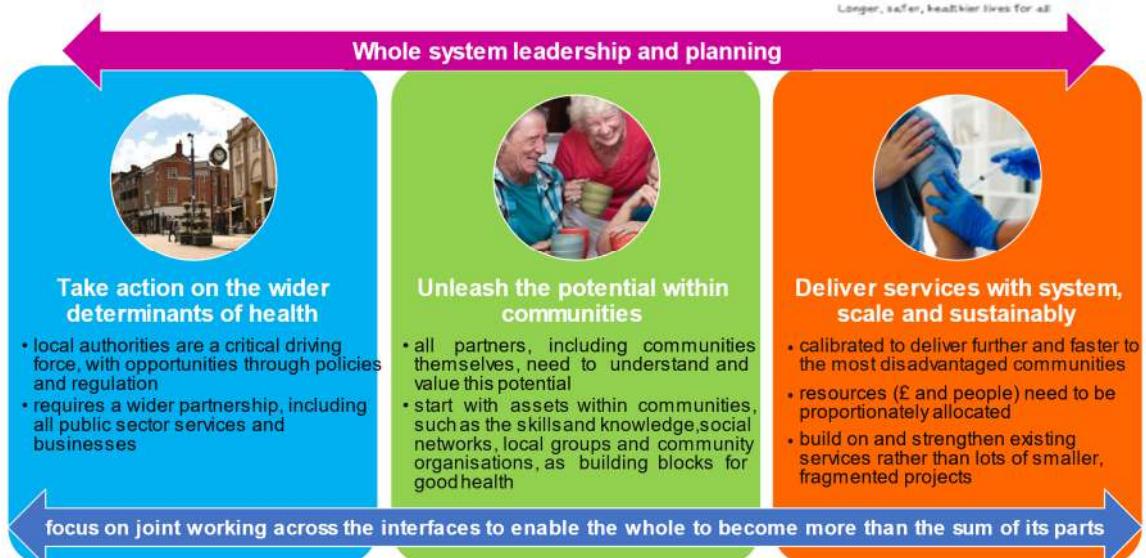 Longer, safer, healthier lives for all
Whole system leadership and planning
Take action on the wider
determinants of health
• local authorities are a critical driving
force, with opportunities through policies
and regulation
• requires a wider partnership, including
all public sector services and
businesses
Unleash the potential within
communities
• all partners, including communities
themselves, need to understand and
value this potential
• start with assets within communities,
such as the skills and knowledge, social
networks, local groups and community
organisations, as building blocks for
good health
Deliver services with system,
scale and sustainably
• calibrated to deliver further and faster to
the most disadvantaged communities
• resources (£ and people) need to be
proportionately allocated
• build on and strengthen existing
services rather than lots of smaller,
fragmented projects
focus on joint working across the interfaces to enable the whole to become more than the sum of its parts